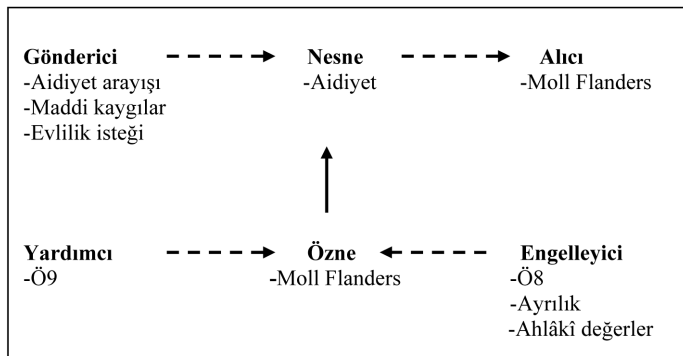 Gönderici Nesne Alıcı
-Aidiyet arayışı -Aidiyet -Moll Flanders
-Maddi kaygılar
-Evlilik isteği
Yardımcı Özne Engelleyici
-Ö9 -Moll Flanders -Ö8
-Ayrılık
-Ahlâkî değerler